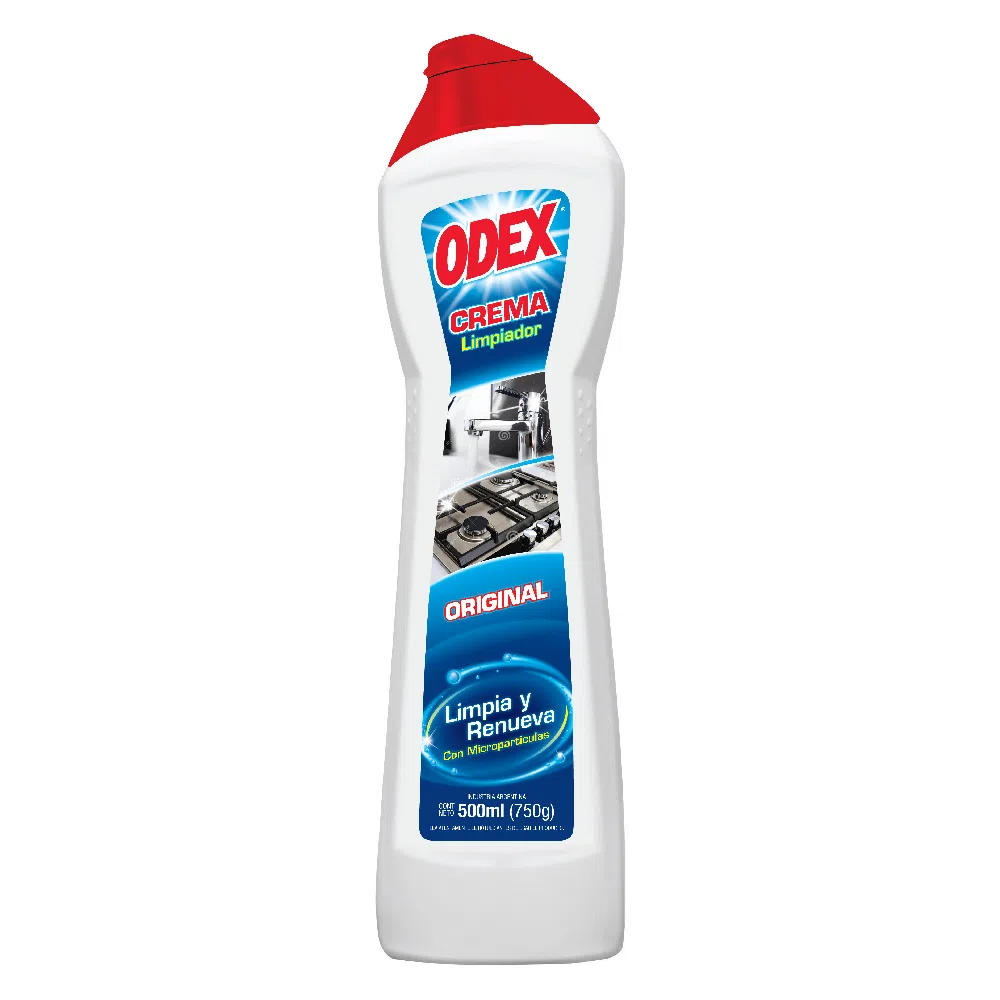 ODEX
CREMA
Limpiador
ORIGINAL
Limpia y
Renueva
Con Micropartículas
INDUSTRIA ARGENTINA
CONT
NETO 500ml (750g)